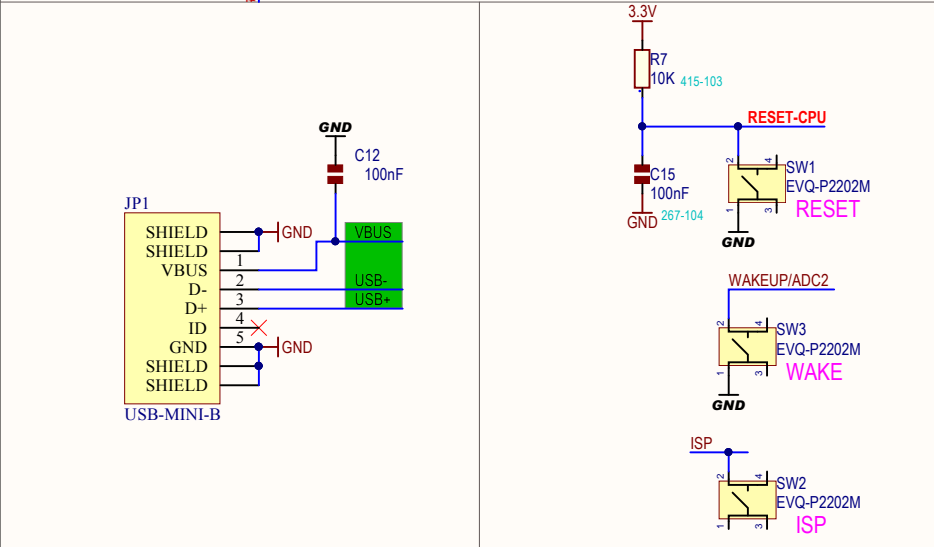 GND
C12
100nF
JP1
SHIELD
GND
VBUS
SHIELD
1
VBUS
2
D-
USB-
3
D+
USB+
4
ID
5
GND
GND
SHIELD
SHIELD
USB-MINI-B
3.3V
R7
10K
415-103
RESET-CPU
C15
100nF
GND
267-104
2
4
SW1
EVQ-P2202M
1
3
RESET
GND
WAKEUP/ADC2
2
4
SW3
EVQ-P2202M
1
3
WAKE
GND
ISP
2
4
SW2
EVQ-P2202M
1
3
ISP